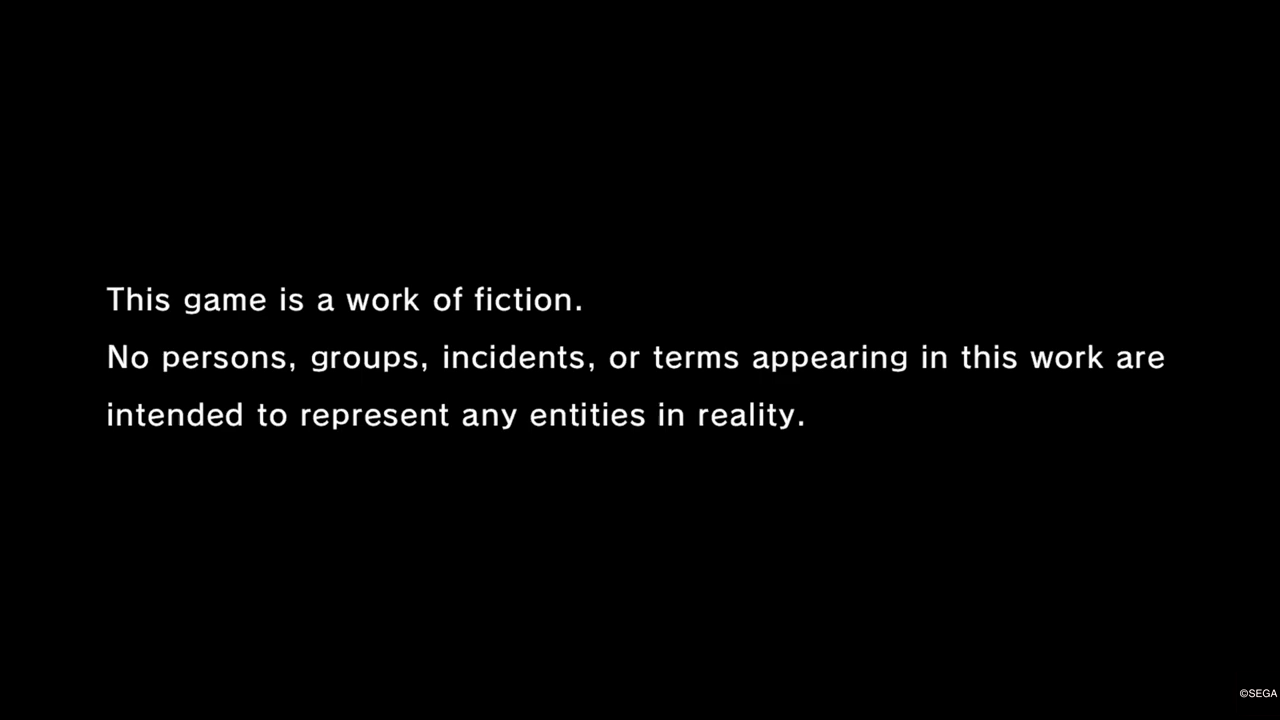 This game is a work of fiction.
No persons, groups, incidents, or terms appearing in this work are
intended to represent any entities in reality.
©SEGA